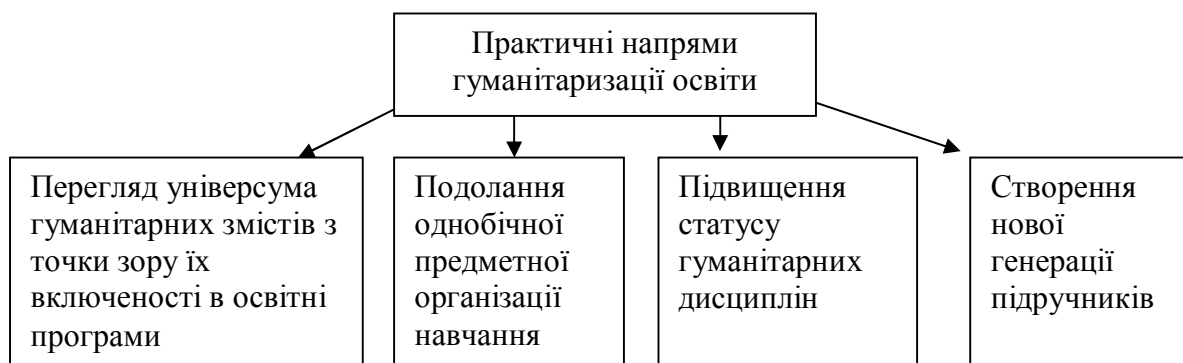 Практичні напрями
гуманітаризації освіти
Перегляд універсума
гуманітарних змістів з
точки зору їх
включеності в освітні
програми
Подолання
однобічної
предметної
організації
навчання
Підвищення
статусу
гуманітарних
дисциплін
Створення
нової
генерації
підручників